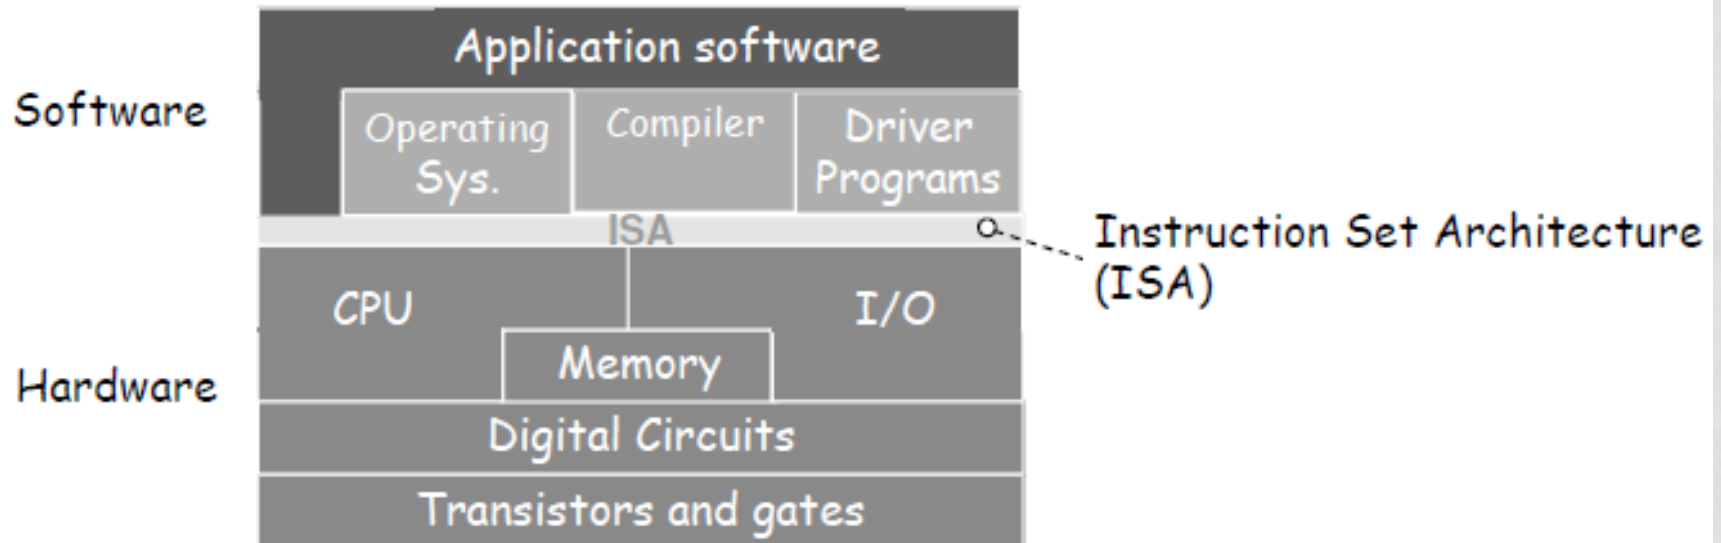 Application software
Software
Operating
Sys.
Compiler
Driver
Programs
ISA
Instruction Set Architecture
(ISA)
CPU
I/O
Memory
Hardware
Digital Circuits
Transistors and gates